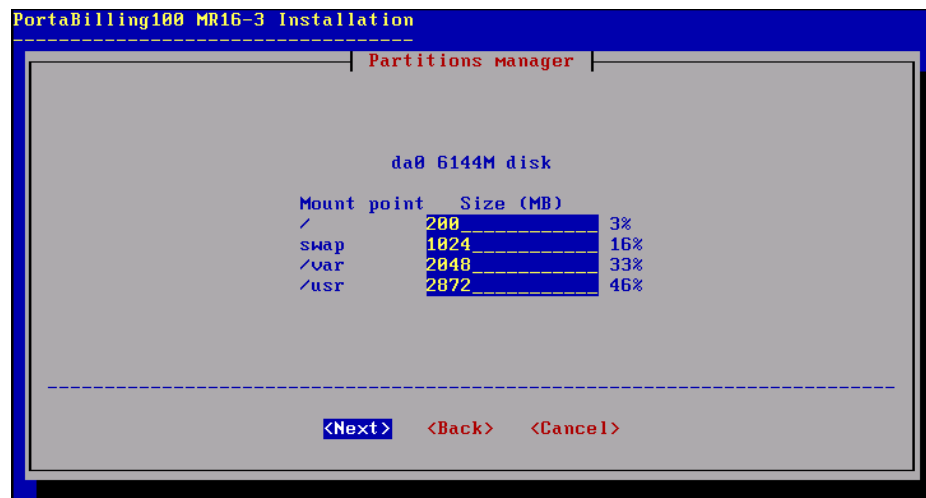 PortaBilling100 MR16-3 Installation
Partitions manager
da0 6144M disk
Mount point Size (MB)
/ 200 3%
swap 1024 16%
/var 2048 33%
/usr 2872 46%
<Next> <Back> <Cancel>